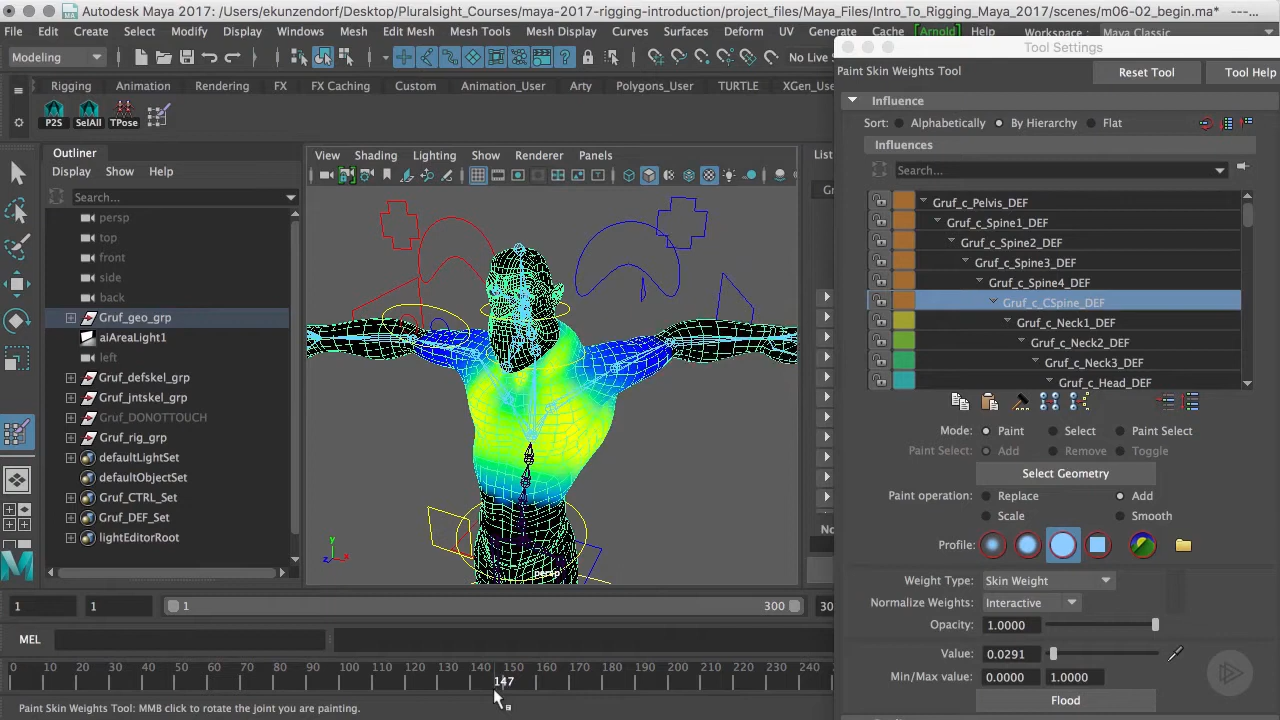 Autodesk Maya 2017: /Users/ekunzendorf/Desktop/Pluralsight_Courses/maya-2017-rigging-introduction/project_files/Maya_Files/Intro_To_Rigging_Maya_2017/scenes/m06-02_begin.ma* ---...
File Edit Create Select Modify Display Windows Mesh Edit Mesh Mesh Tools Mesh Display Curves Surfaces Deform UV Generate Cache [Arnold] Help Workspace : Maya Classic
Modeling No Live S
Tool Settings
Paint Skin Weights Tool Reset Tool Tool Help
Rigging Animation Rendering FX FX Caching Custom Animation_User Arty Polygons_User TURTLE XGen_User
P2S SelAll TPose
Influence
Sort: Alphabetically By Hierarchy Flat
Influences
Search...
Outliner
Display Show Help
Search...
persp
top
front
side
back
Gruf_geo_grp
aiAreaLight1
left
Gruf_defskel_grp
Gruf_jntskel_grp
Gruf_DONOTTOUCH
Gruf_rig_grp
defaultLightSet
defaultObjectSet
Gruf_CTRL_Set
Gruf_DEF_Set
lightEditorRoot
View Shading Lighting Show Renderer Panels
List
y
x
z
persp
Gruf_c_Pelvis_DEF
Gruf_c_Spine1_DEF
Gruf_c_Spine2_DEF
Gruf_c_Spine3_DEF
Gruf_c_Spine4_DEF
Gruf_c_CSpine_DEF
Gruf_c_Neck1_DEF
Gruf_c_Neck2_DEF
Gruf_c_Neck3_DEF
Gruf_c_Head_DEF
Mode: Paint Select Paint Select
Paint Select: Add Remove Toggle
Select Geometry
Paint operation: Replace Add
Scale Smooth
Profile:
Weight Type: Skin Weight
Normalize Weights: Interactive
Opacity: 1.0000
Value: 0.0291
Min/Max value: 0.0000 1.0000
Flood
1 1 1 300 30
MEL
0 10 20 30 40 50 60 70 80 90 100 110 120 130 140 150 160 170 180 190 200 210 220 230 240
147
Paint Skin Weights Tool: MMB click to rotate the joint you are painting.